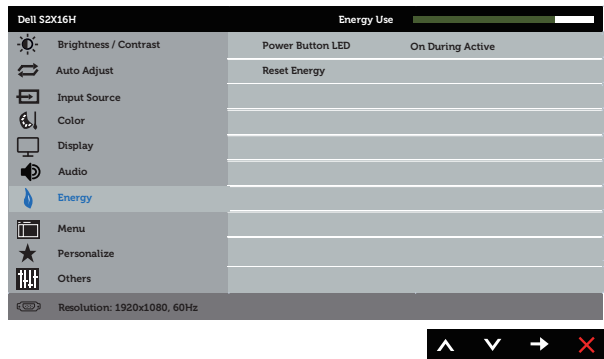 Dell S2X16H Energy Use
Brightness / Contrast Power Button LED On During Active
Auto Adjust Reset Energy
Input Source
Color
Display
Audio
Energy
Menu
Personalize
Others
Resolution: 1920x1080, 60Hz